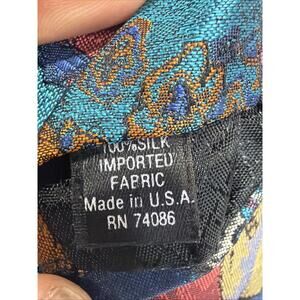 100% SILK
IMPORTED
FABRIC
Made in U.S.A.
RN 74086